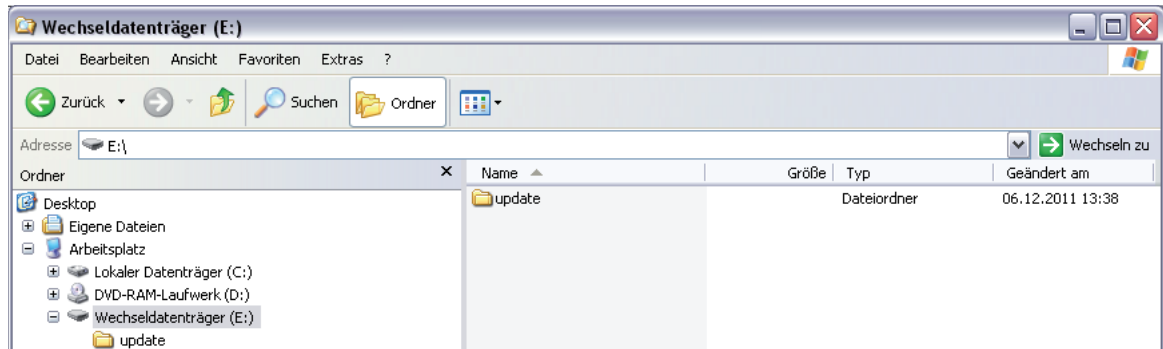 Wechseldatenträger (E:)
Datei Bearbeiten Ansicht Favoriten Extras ?
Zurück Suchen Ordner
Adresse E:\ Wechseln zu
Ordner x Name Größe Typ Geändert am
Desktop update Dateiordner 06.12.2011 13:38
Eigene Dateien
Arbeitsplatz
Lokaler Datenträger (C:)
DVD-RAM-Laufwerk (D:)
Wechseldatenträger (E:)
update